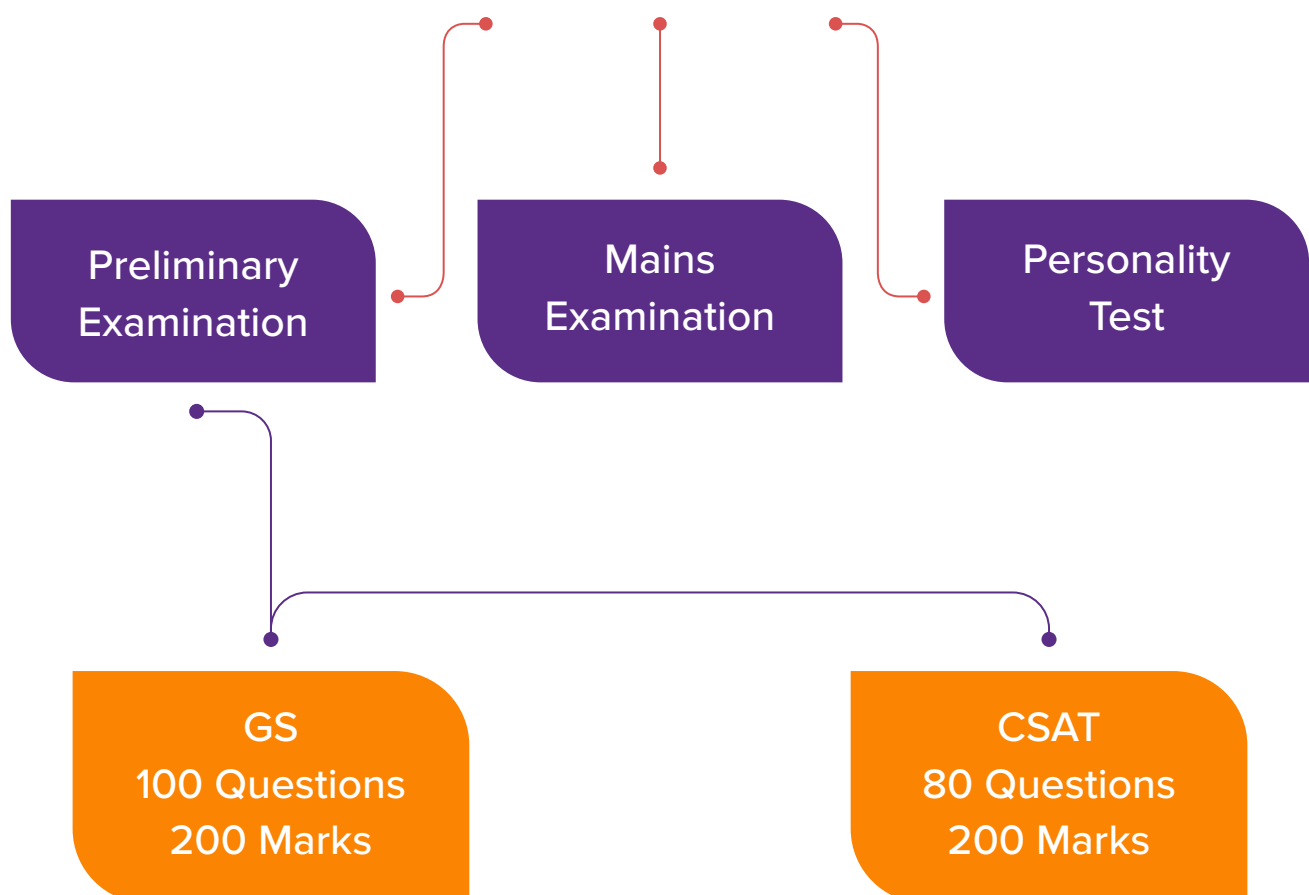 Preliminary
Examination
Mains
Examination
Personality
Test
GS
100 Questions
200 Marks
CSAT
80 Questions
200 Marks